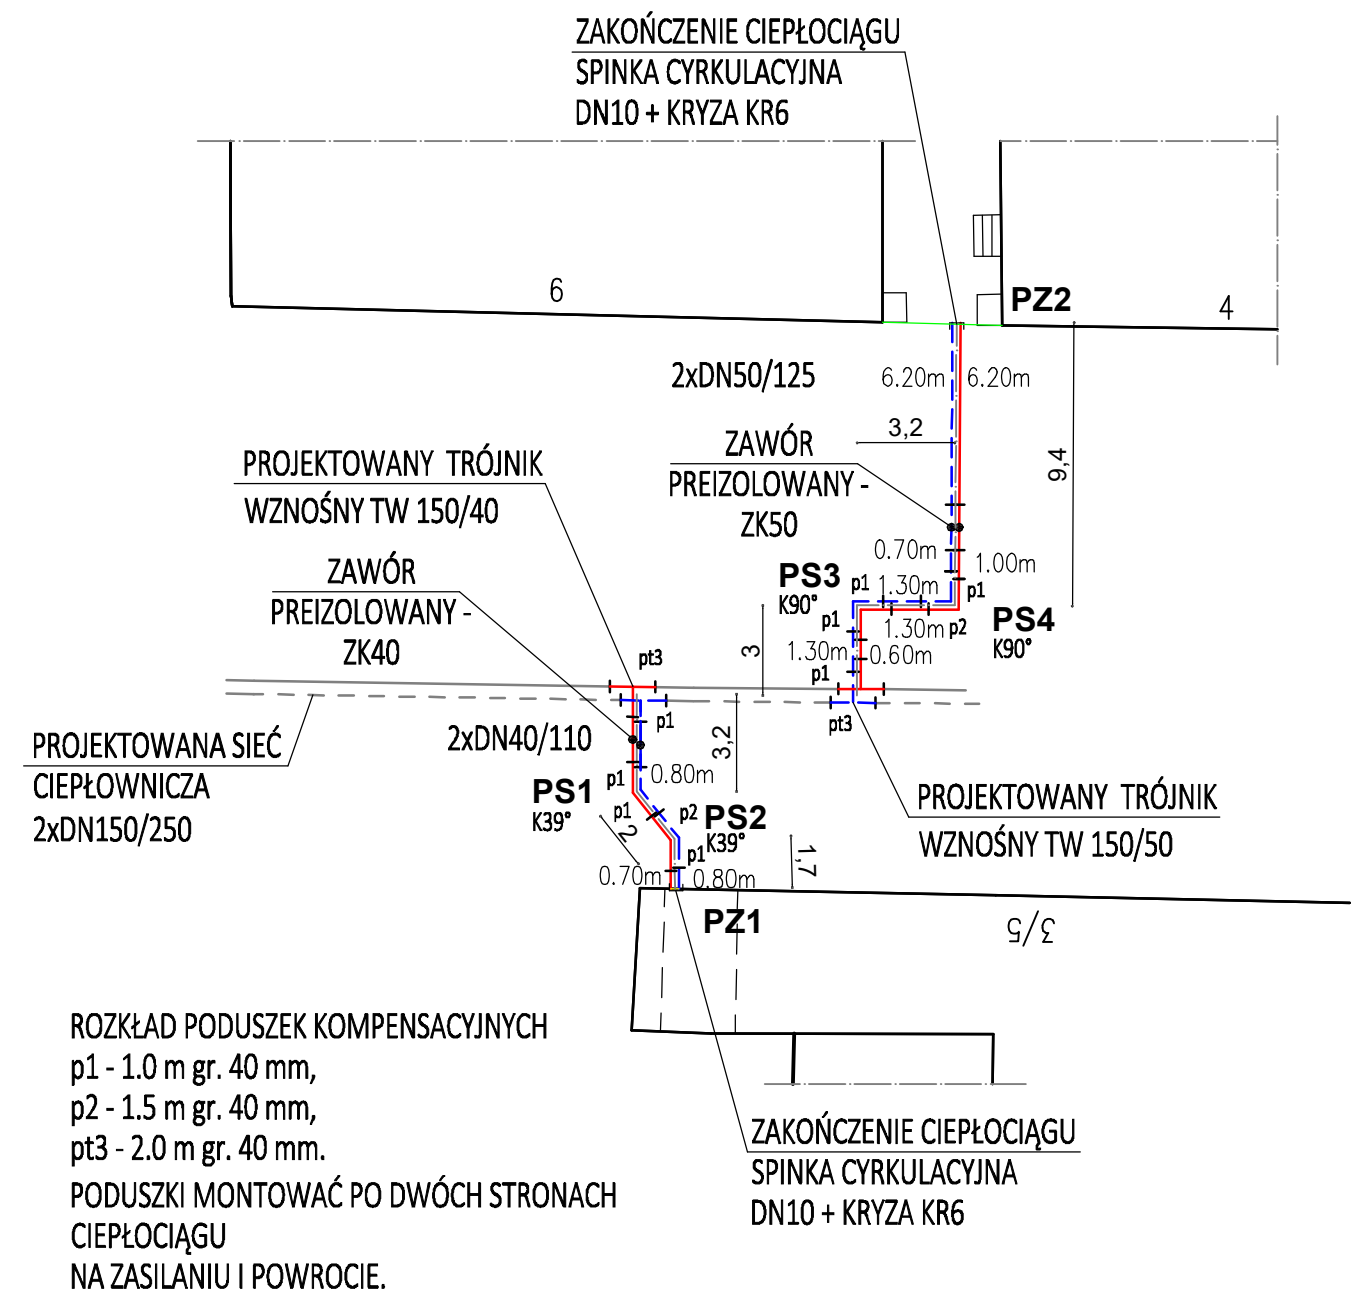 ZAKOŃCZENIE CIEPŁOCIĄGU
SPINKA CYRKULACYJNA
DN10 + KRYZA KR6
6
PZ2
4
2xDN50/125
6.20m
6.20m
3,2
9,4
ZAWÓR
PREIZOLOWANY -
ZK50
PROJEKTOWANY TRÓJNIK
WZNOŚNY TW 150/40
ZAWÓR
PREIZOLOWANY -
ZK40
0.70m
1.00m
PS3
K90°
p1
1.30m
p1
p1
1.30m
p2
PS4
K90°
3
1.30m
0.60m
p1
pt3
pt3
PROJEKTOWANA SIEĆ
CIEPŁOWNICZA
2xDN150/250
2xDN40/110
p1
3,2
p1
0.80m
PS1
K39°
p1
p2
PS2
K39°
2
p1
1,7
0.70m
0.80m
PROJEKTOWANY TRÓJNIK
WZNOŚNY TW 150/50
PZ1
3/5
ROZKŁAD PODUSZEK KOMPENSACYJNYCH
p1 - 1.0 m gr. 40 mm,
p2 - 1.5 m gr. 40 mm,
pt3 - 2.0 m gr. 40 mm.
PODUSZKI MONTOWAĆ PO DWÓCH STRONACH
CIEPŁOCIĄGU
NA ZASILANIU I POWROCIE.
ZAKOŃCZENIE CIEPŁOCIĄGU
SPINKA CYRKULACYJNA
DN10 + KRYZA KR6